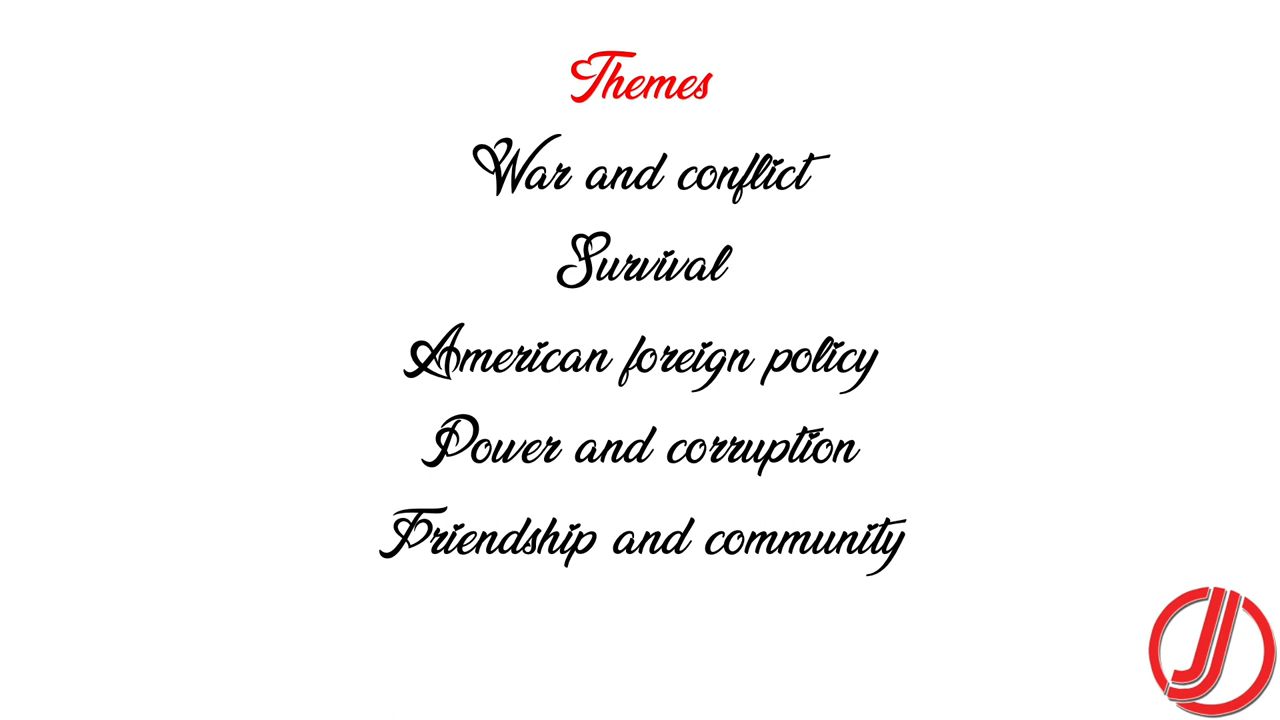 Themes
War and conflict
Survival
American foreign policy
Power and corruption
Friendship and community